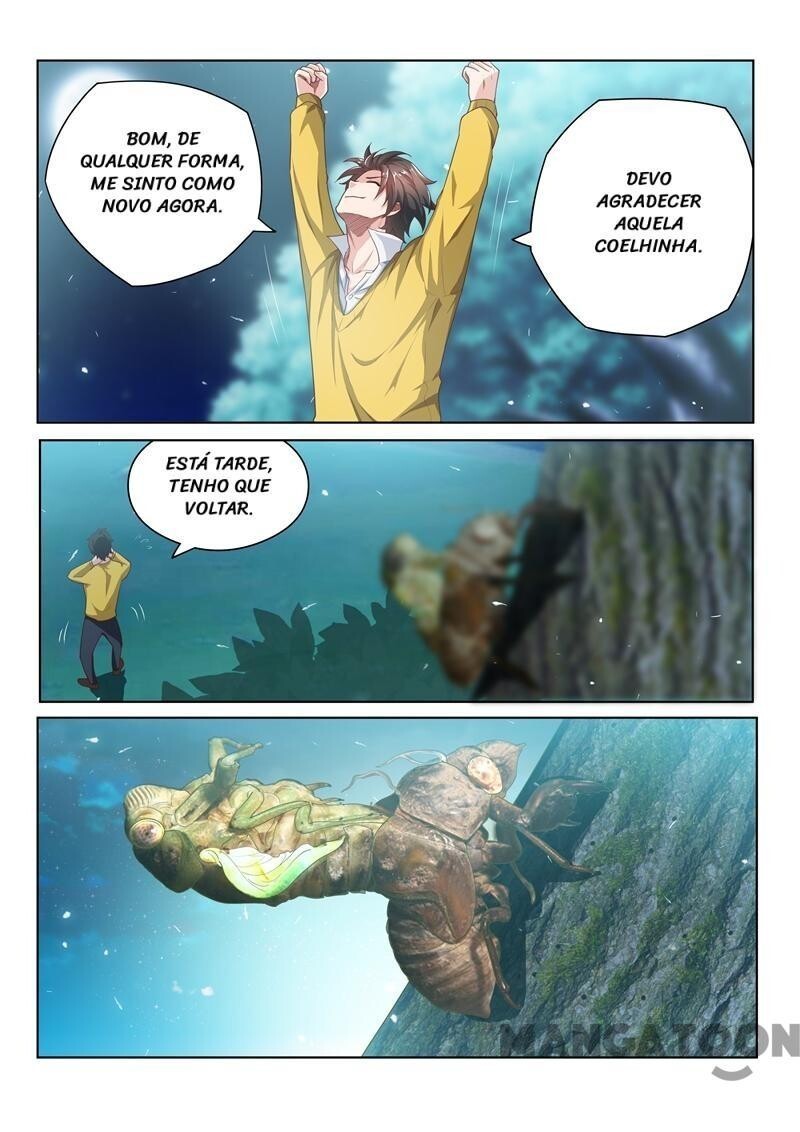 BOM, DE
QUALQUER FORMA,
ME SINTO COMO
NOVO AGORA.
DEVO
AGRADECER
AQUELA
COELHINHA.
ESTÁ TARDE,
TENHO QUE
VOLTAR.
MANGATOON